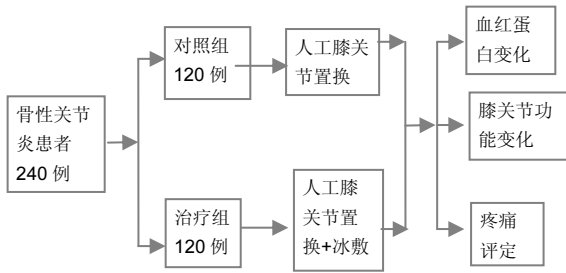 骨性关节
炎患者
240 例
对照组
120 例
人工膝关
节置换
治疗组
120 例
人工膝
关节置
换+冰敷
血红蛋
白变化
膝关节功
能变化
疼痛
评定